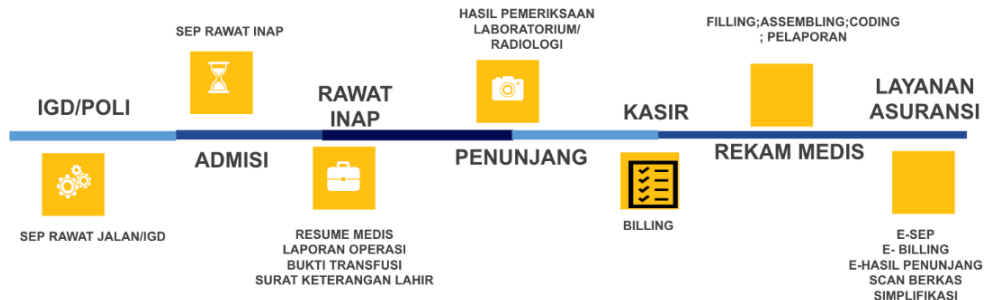 IGD/POLI
SEP RAWAT JALAN/IGD
SEP RAWAT INAP
ADMISI
RAWAT
INAP
RESUME MEDIS
LAPORAN OPERASI
BUKTI TRANSFUSI
SURAT KETERANGAN LAHIR
HASIL PEMERIKSAAN
LABORATORIUM/
RADIOLOGI
PENUNJANG
KASIR
BILLING
FILLING;ASSEMBLING;CODING
; PELAPORAN
REKAM MEDIS
LAYANAN
ASURANSI
E-SEP
E- BILLING
E-HASIL PENUNJANG
SCAN BERKAS
SIMPLIFIKASI